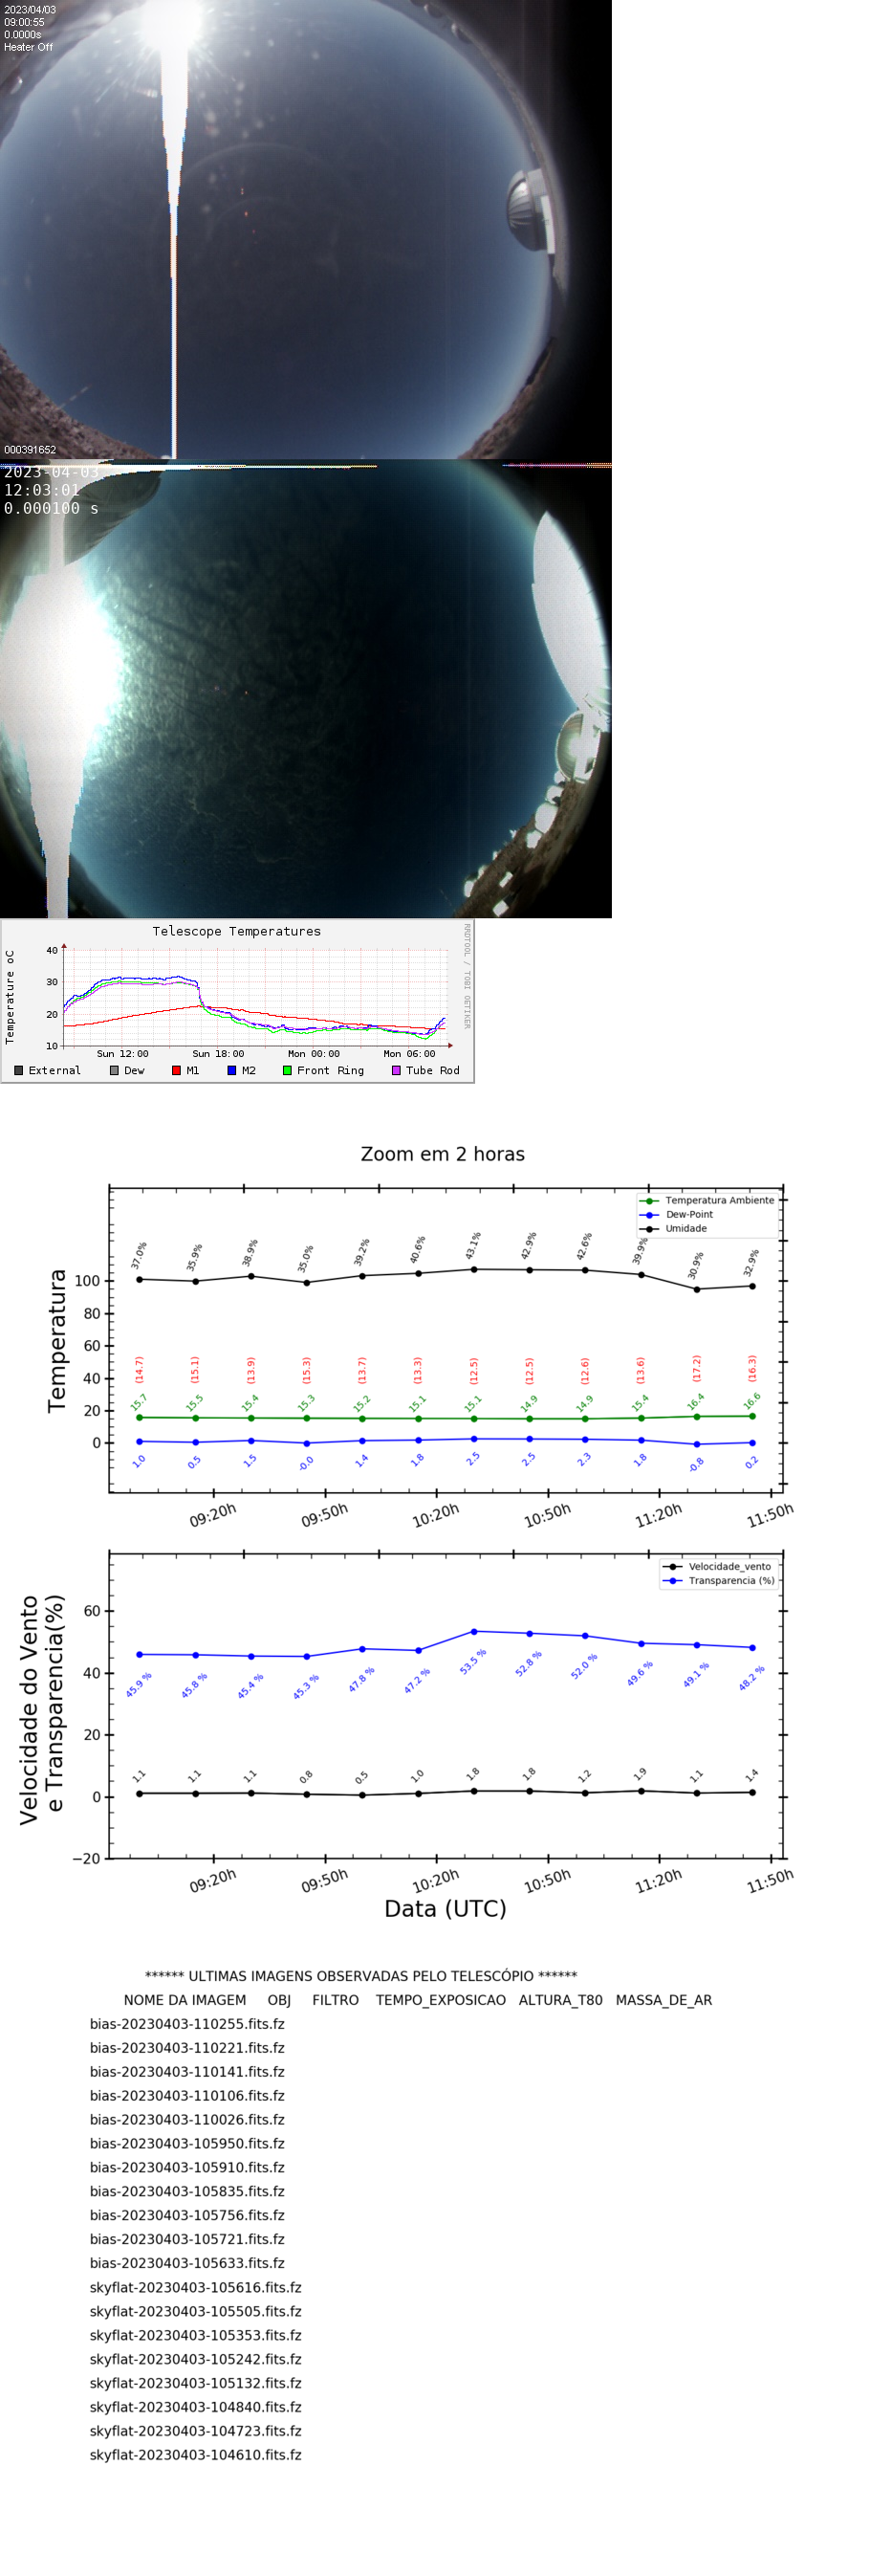 2023/04/03
09:00:55
0.0000s
Heater Off
000391652
2023-04-03
12:03:01
0.000100 s
Telescope Temperatures
RRDTOOL / TOBI OETIKER
Temperature oC
40
30
20
10
Sun 12:00 Sun 18:00 Mon 00:00 Mon 06:00
External Dew M1 M2 Front Ring Tube Rod
Zoom em 2 horas
Temperatura
Temperatura Ambiente
Dew-Point
Umidade
100
80
60
40
20
0
37.0% 35.9% 38.9% 35.0% 39.2% 40.6% 43.1% 42.9% 42.6% 39.9% 30.9% 32.9%
(14.7) (15.1) (13.9) (15.3) (13.7) (13.3) (12.5) (12.5) (12.6) (13.6) (17.2) (16.3)
15.7 15.5 15.4 15.3 15.2 15.1 15.1 14.9 14.9 15.4 16.4 16.6
1.0 0.5 1.5 -0.0 1.4 1.8 2.5 2.5 2.3 1.8 -0.8 0.2
09:20h 09:50h 10:20h 10:50h 11:20h 11:50h
Velocidade do Vento
e Transparencia(%)
Velocidade_vento
Transparencia (%)
60
40
20
0
−20
45.9 % 45.8 % 45.4 % 45.3 % 47.8 % 47.2 % 53.5 % 52.8 % 52.0 % 49.6 % 49.1 % 48.2 %
1.1 1.1 1.1 0.8 0.5 1.0 1.8 1.8 1.2 1.9 1.1 1.4
09:20h 09:50h 10:20h 10:50h 11:20h 11:50h
Data (UTC)
****** ULTIMAS IMAGENS OBSERVADAS PELO TELESCÓPIO ******
NOME DA IMAGEM OBJ FILTRO TEMPO_EXPOSICAO ALTURA_T80 MASSA_DE_AR
bias-20230403-110255.fits.fz
bias-20230403-110221.fits.fz
bias-20230403-110141.fits.fz
bias-20230403-110106.fits.fz
bias-20230403-110026.fits.fz
bias-20230403-105950.fits.fz
bias-20230403-105910.fits.fz
bias-20230403-105835.fits.fz
bias-20230403-105756.fits.fz
bias-20230403-105721.fits.fz
bias-20230403-105633.fits.fz
skyflat-20230403-105616.fits.fz
skyflat-20230403-105505.fits.fz
skyflat-20230403-105353.fits.fz
skyflat-20230403-105242.fits.fz
skyflat-20230403-105132.fits.fz
skyflat-20230403-104840.fits.fz
skyflat-20230403-104723.fits.fz
skyflat-20230403-104610.fits.fz